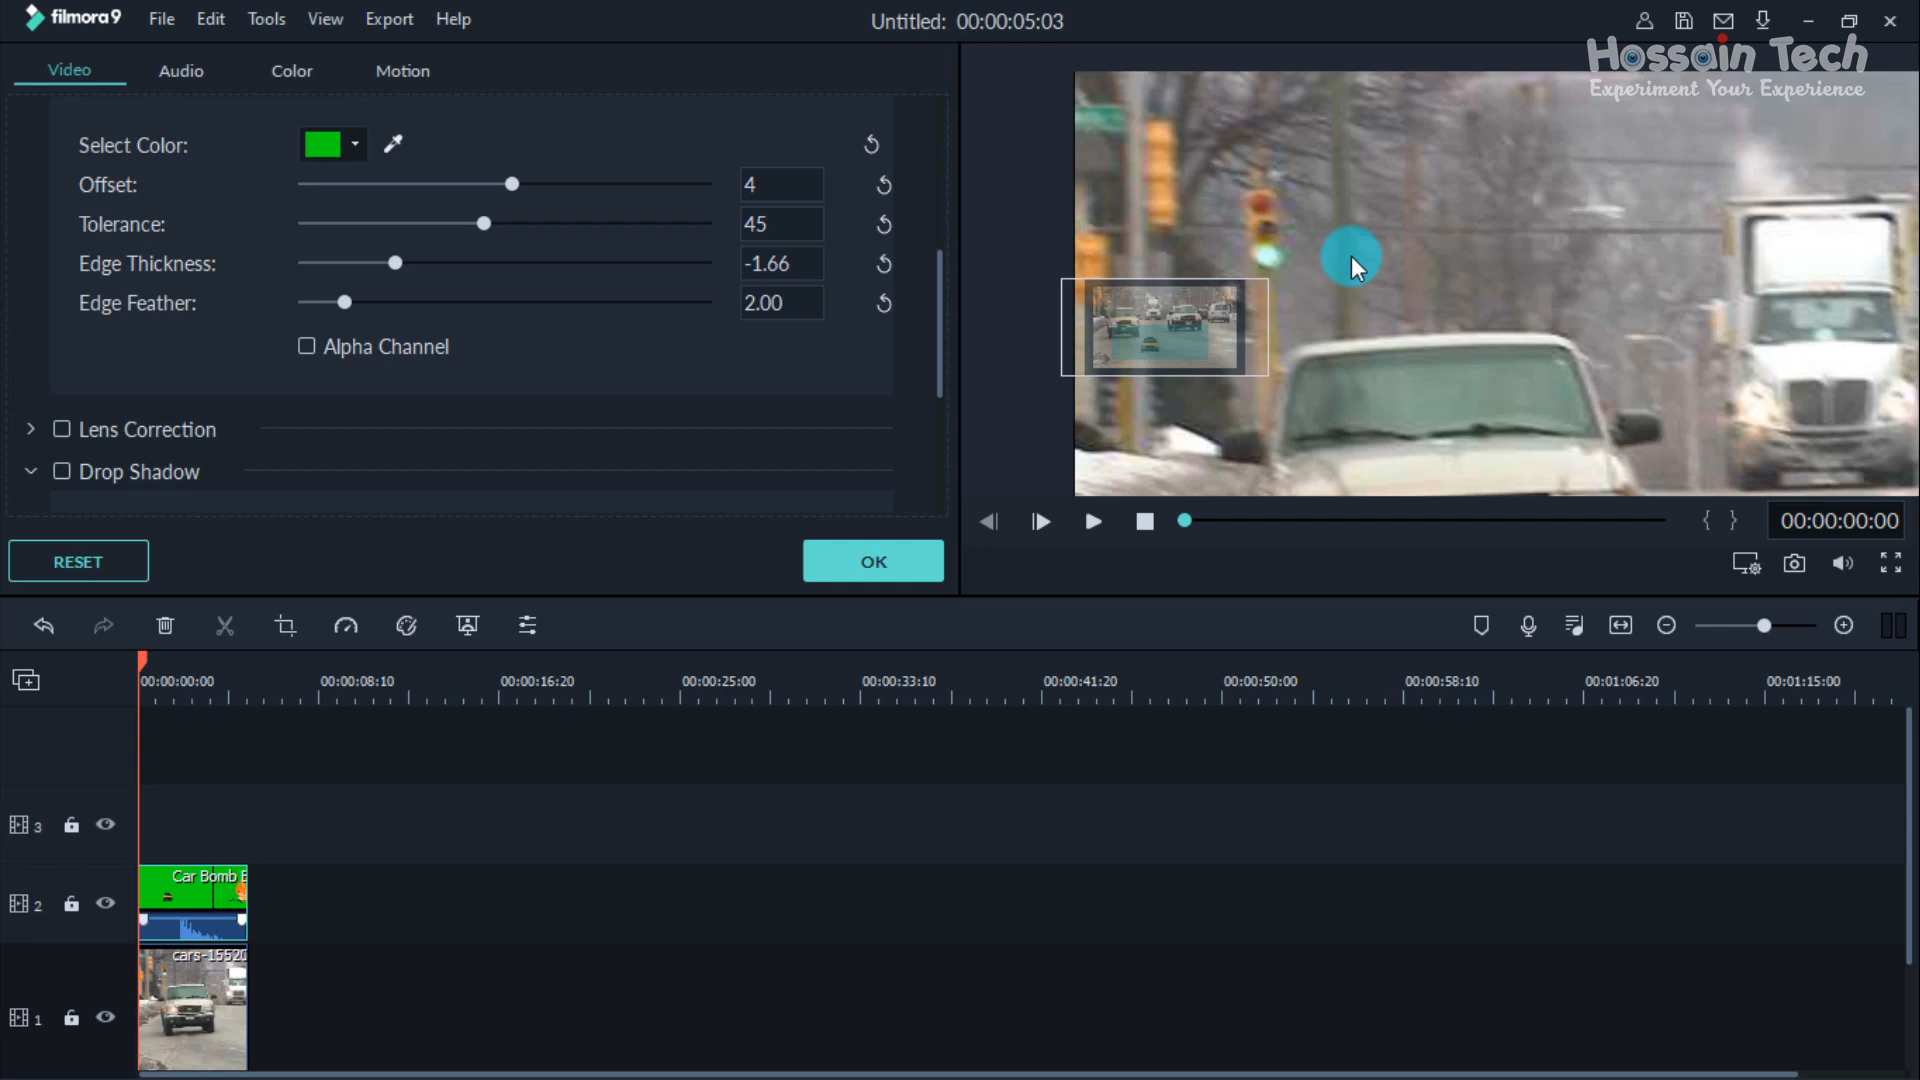 filmora9 File Edit Tools View Export Help Untitled: 00:00:05:03
Hossain Tech
Experiment Your Experience
Video Audio Color Motion
Select Color:
Offset: 4
Tolerance: 45
Edge Thickness: -1.66
Edge Feather: 2.00
Alpha Channel
Lens Correction
Drop Shadow
{ } 00:00:00:00
RESET OK
00:00:00:00 00:00:08:10 00:00:16:20 00:00:25:00 00:00:33:10 00:00:41:20 00:00:50:00 00:00:58:10 00:01:06:20 00:01:15:00
3
Car Bomb E
2
cars-15520
1